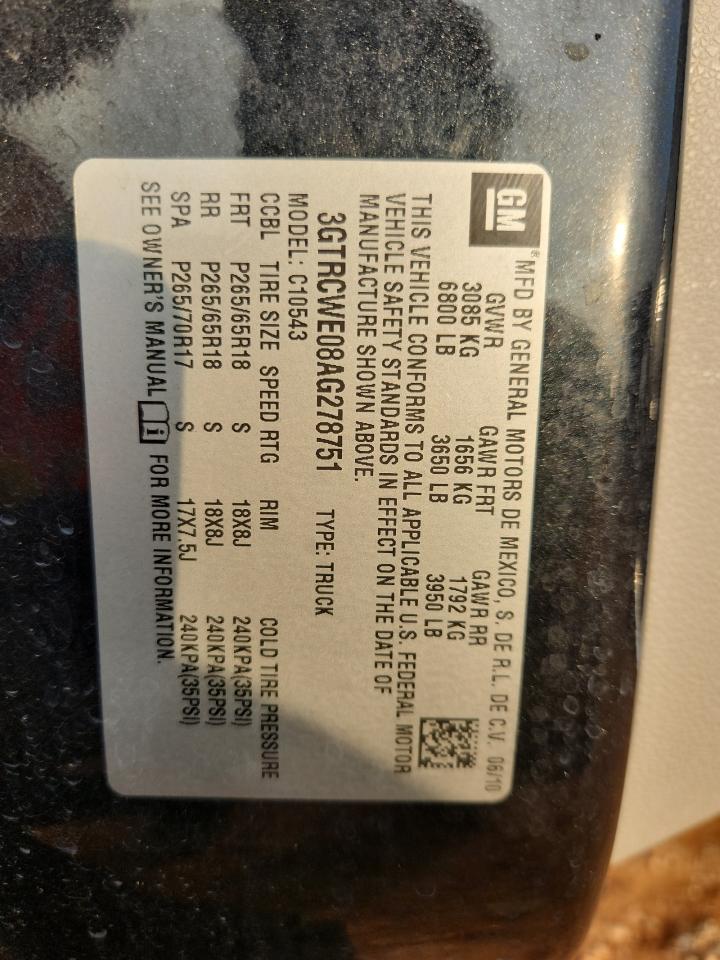 GM
® MFD BY GENERAL MOTORS DE MEXICO, S. DE R.L. DE C.V. 06/10
GVWR GAWR FRT GAWR RR
3085 KG 1656 KG 1792 KG
6800 LB 3650 LB 3950 LB
THIS VEHICLE CONFORMS TO ALL APPLICABLE U.S. FEDERAL MOTOR
VEHICLE SAFETY STANDARDS IN EFFECT ON THE DATE OF
MANUFACTURE SHOWN ABOVE.
3GTRCWE08AG278751 TYPE: TRUCK
MODEL: C10543
CCBL TIRE SIZE SPEED RTG RIM COLD TIRE PRESSURE
FRT P265/65R18 S 18X8J 240KPA(35PSI)
RR P265/65R18 S 18X8J 240KPA(35PSI)
SPA P265/70R17 S 17X7.5J 240KPA(35PSI)
SEE OWNER'S MANUAL i FOR MORE INFORMATION.